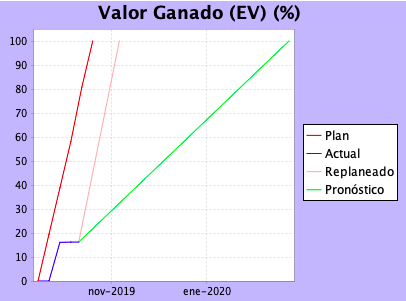 Valor Ganado (EV) (%)
100
90
80
70
60
50
40
30
20
10
0
nov-2019
ene-2020
Plan
Actual
Replaneado
Pronóstico